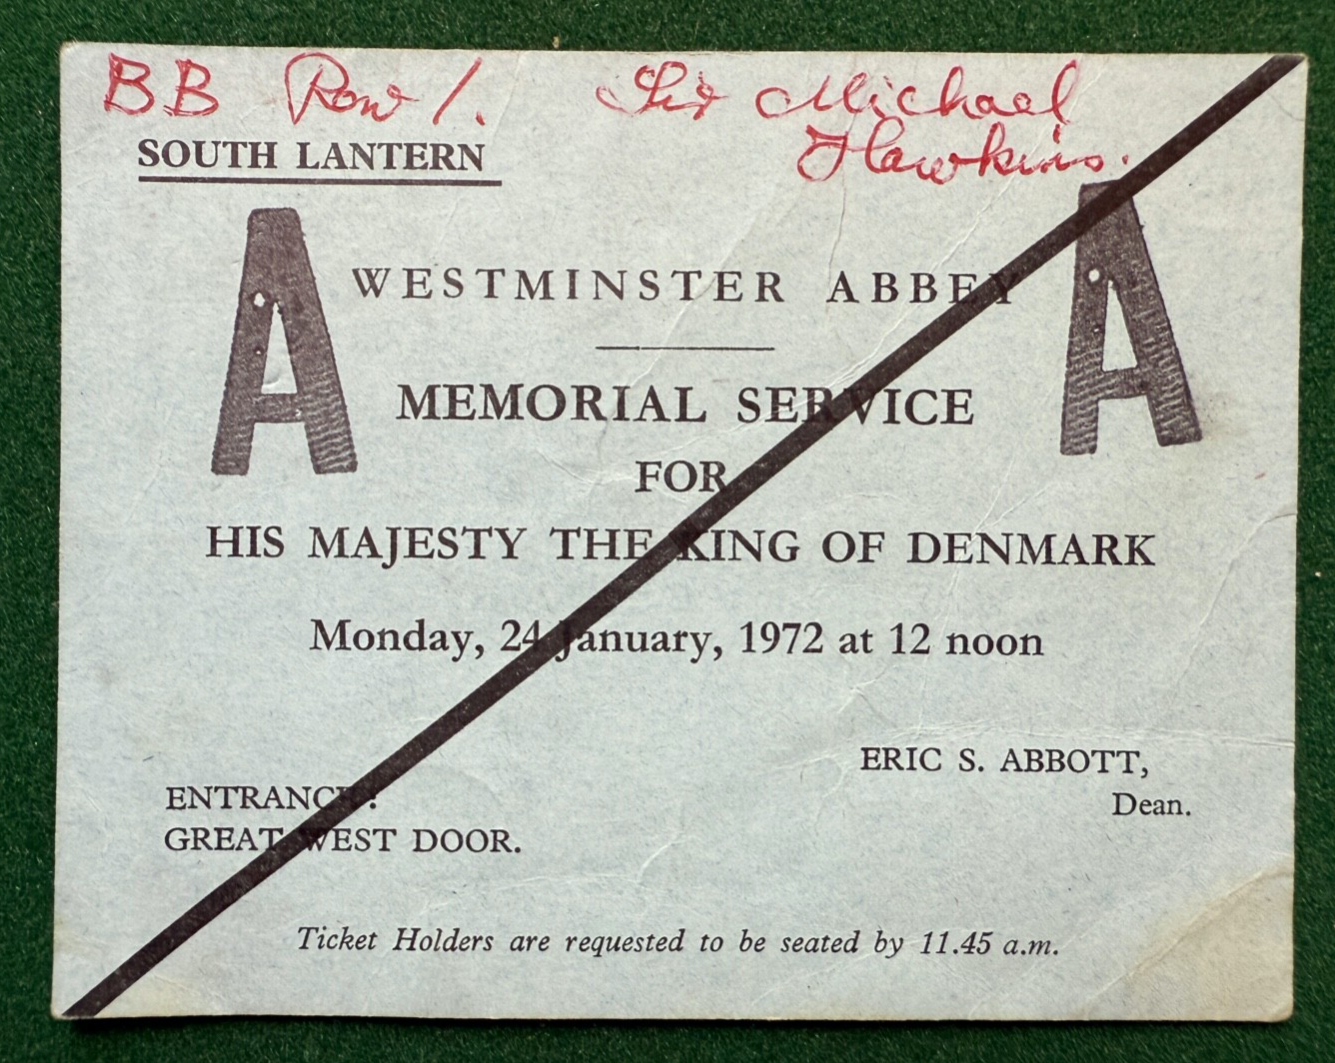 BB Row 1. Sir Michael
Hawkins.
SOUTH LANTERN
A A
WESTMINSTER ABBEY
MEMORIAL SERVICE
FOR
HIS MAJESTY THE KING OF DENMARK
Monday, 24 January, 1972 at 12 noon
ERIC S. ABBOTT,
Dean.
ENTRANCE:
GREAT WEST DOOR.
Ticket Holders are requested to be seated by 11.45 a.m.